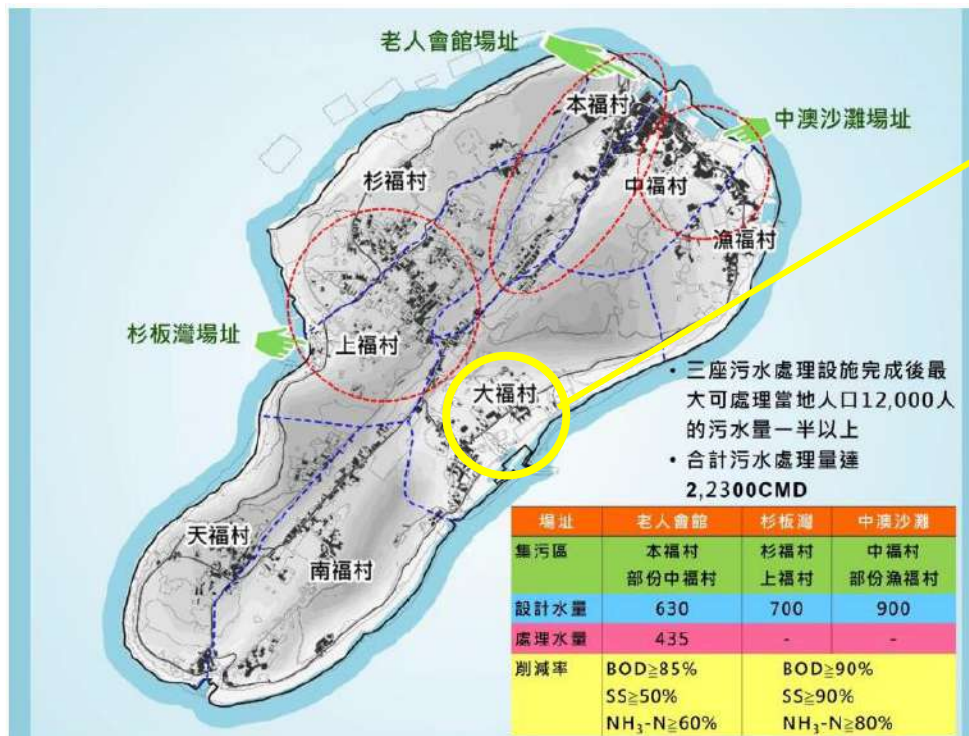 老人會館場址
本福村
中澳沙灘場址
杉福村
中福村
漁福村
杉板灣場址
上福村
大福村
• 三座污水處理設施完成後最
大可處理當地人口12,000人
的污水量一半以上
• 合計污水處理量達
2,2300CMD
天福村
南福村
場址 老人會館 杉板灣 中澳沙灘
集污區 本福村 部份中福村 杉福村 上福村 中福村 部份漁福村
設計水量 630 700 900
處理水量 435 - -
削減率 BOD≧85% BOD≧90%
SS≧50% SS≧90%
NH₃-N≧60% NH₃-N≧80%